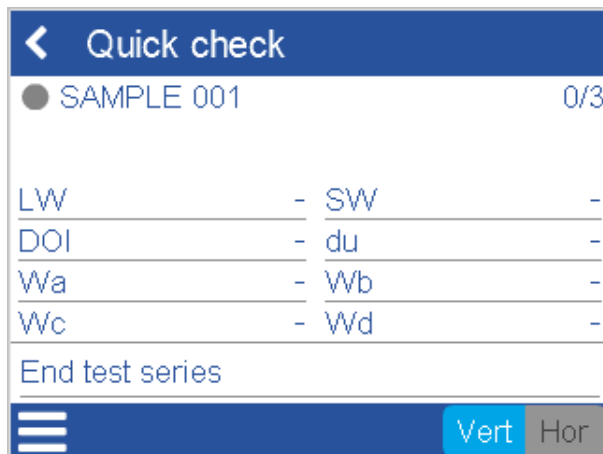 Quick check
SAMPLE 001 0/3
LW - SW -
DOI - du -
Wa - Wb -
Wc - Wd -
End test series
Vert Hor